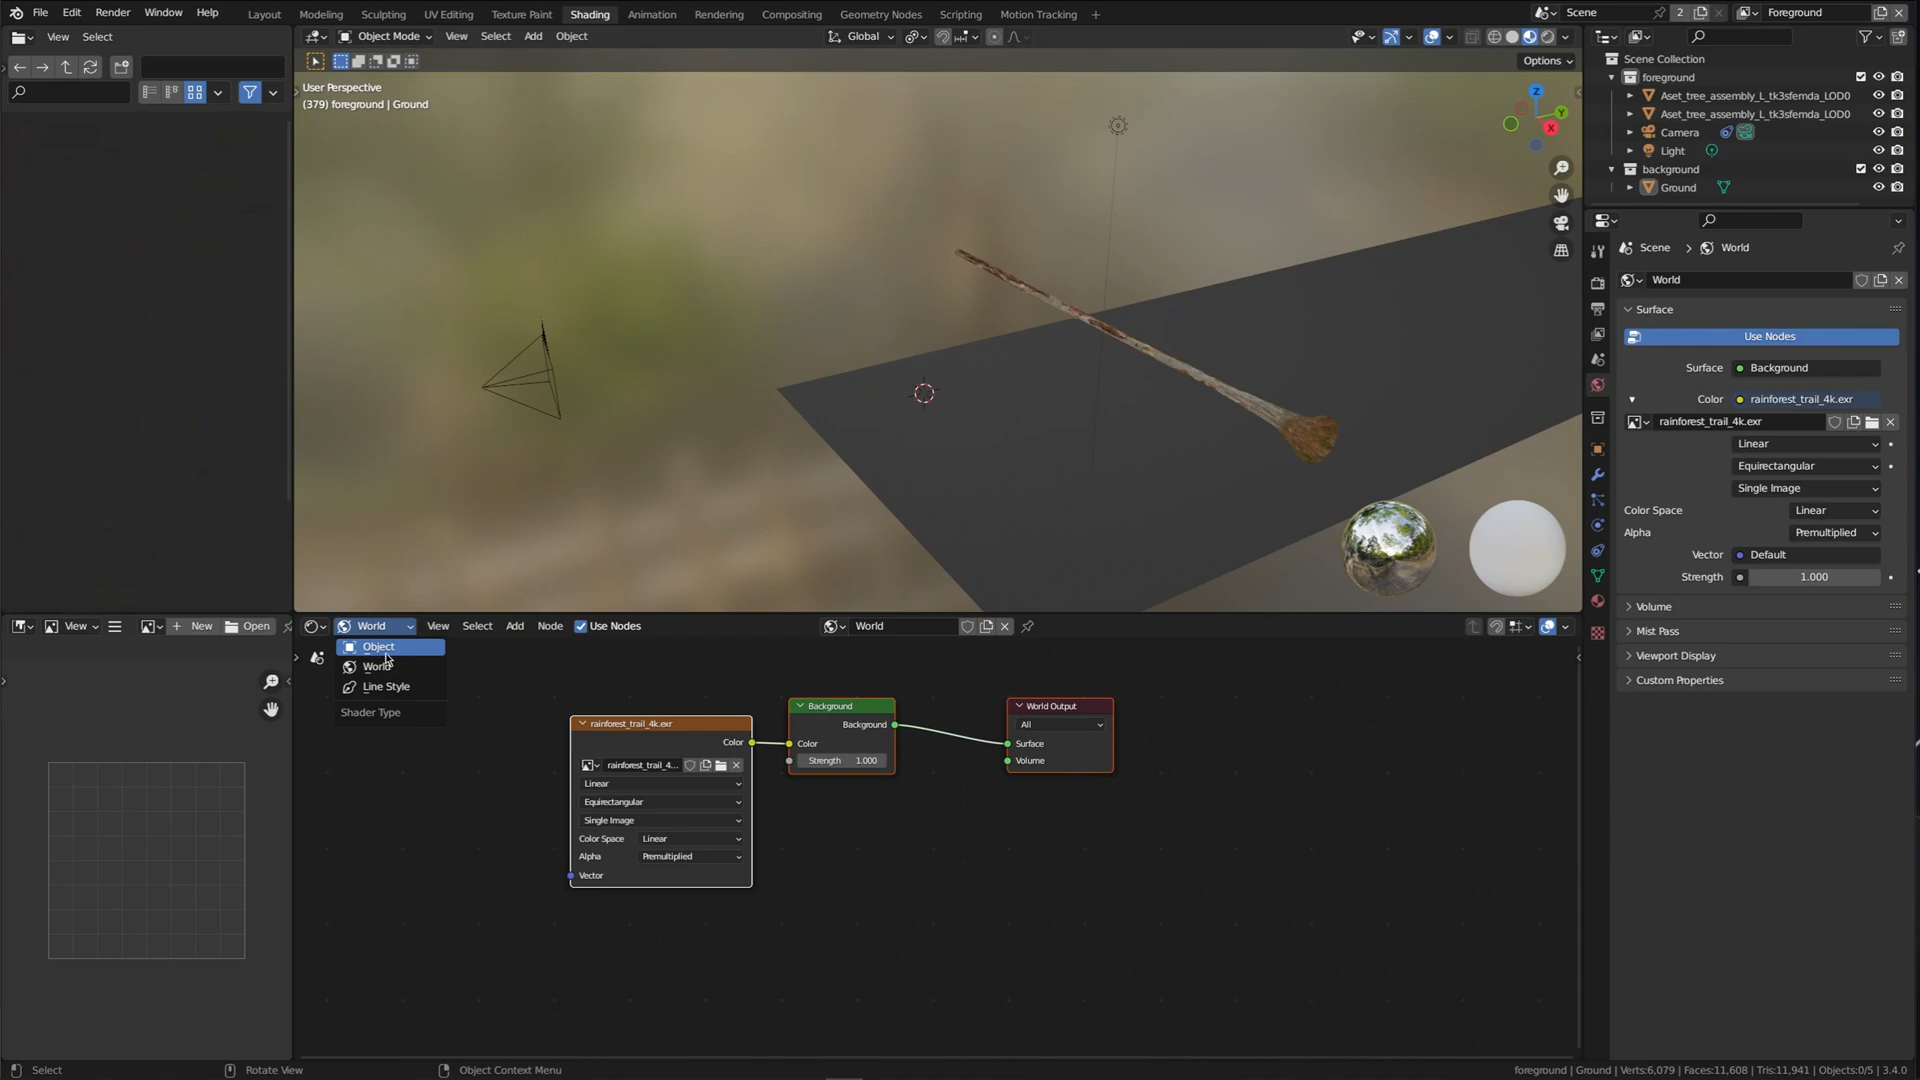 File Edit Render Window Help
Layout Modeling Sculpting UV Editing Texture Paint Shading Animation Rendering Compositing Geometry Nodes Scripting Motion Tracking +
Scene 2 Foreground
View Select
Object Mode View Select Add Object Global
Options
User Perspective
(379) foreground | Ground
Z
Y
X
Scene Collection
foreground
Aset_tree_assembly_L_tk3sfemda_LOD0
Aset_tree_assembly_L_tk3sfemda_LOD0
Camera
Light
background
Ground
Scene > World
World
Surface
Use Nodes
Surface Background
Color rainforest_trail_4k.exr
rainforest_trail_4k.exr
Linear
Equirectangular
Single Image
Color Space Linear
Alpha Premultiplied
Vector Default
Strength 1.000
Volume
Mist Pass
Viewport Display
Custom Properties
View + New Open
World View Select Add Node Use Nodes World
Object
World
Line Style
Shader Type
rainforest_trail_4k.exr
Color
rainforest_trail_4...
Linear
Equirectangular
Single Image
Color Space Linear
Alpha Premultiplied
Vector
Background
Background
Color
Strength 1.000
World Output
All
Surface
Volume
Select Rotate View Object Context Menu
foreground | Ground | Verts:6,079 | Faces:11,608 | Tris:11,941 | Objects:0/5 | 3.4.0